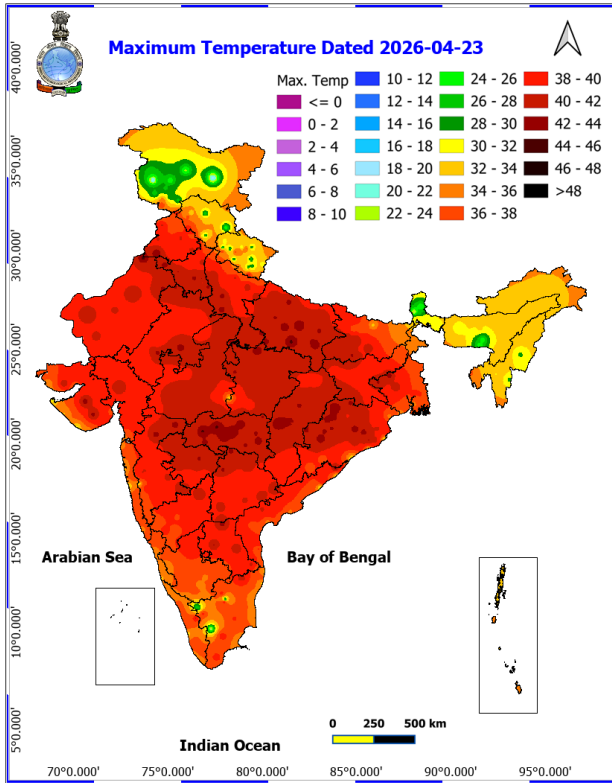 Maximum Temperature Dated 2026-04-23
Max. Temp
<= 0
0 - 2
2 - 4
4 - 6
6 - 8
8 - 10
10 - 12
12 - 14
14 - 16
16 - 18
18 - 20
20 - 22
22 - 24
24 - 26
26 - 28
28 - 30
30 - 32
32 - 34
34 - 36
36 - 38
38 - 40
40 - 42
42 - 44
44 - 46
46 - 48
>48
40°0.000'
35°0.000'
30°0.000'
25°0.000'
20°0.000'
15°0.000'
10°0.000'
5°0.000'
Arabian Sea
Bay of Bengal
Indian Ocean
0 250 500 km
70°0.000' 75°0.000' 80°0.000' 85°0.000' 90°0.000' 95°0.000'